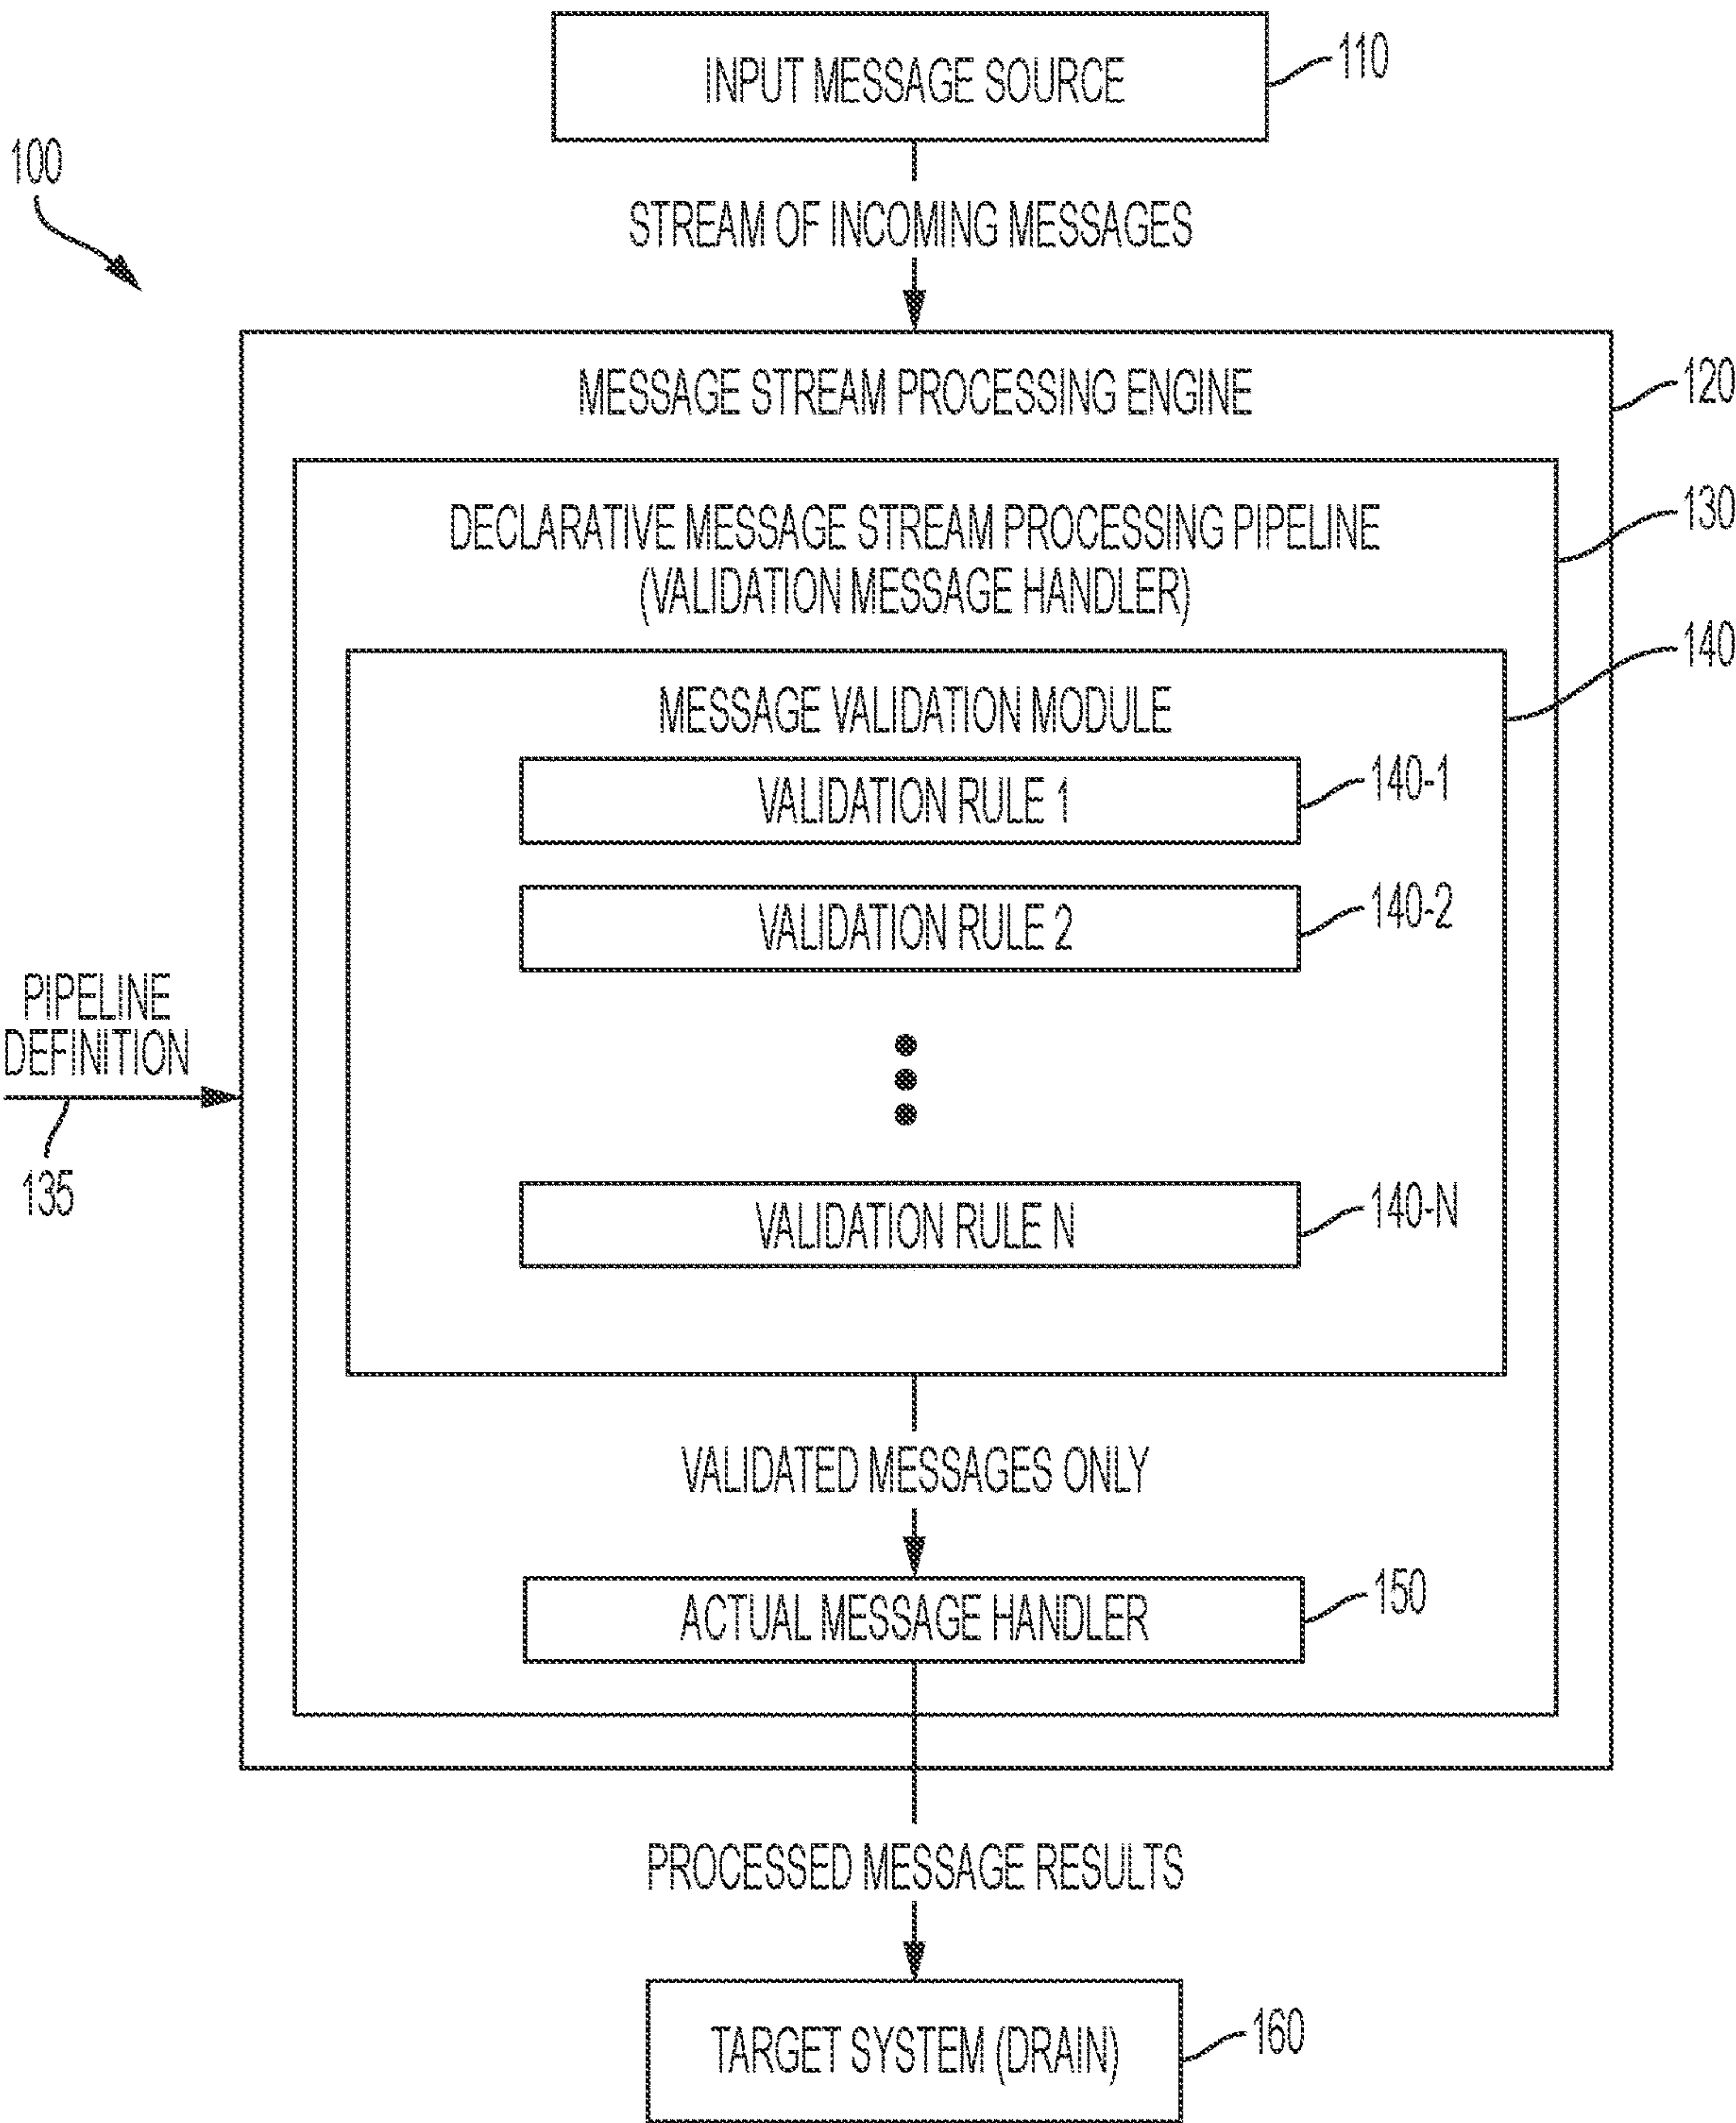 INPUT MESSAGE SOURCE
110
100
STREAM OF INCOMING MESSAGES
MESSAGE STREAM PROCESSING ENGINE
120
DECLARATIVE MESSAGE STREAM PROCESSING PIPELINE
130
(VALIDATION MESSAGE HANDLER)
140
MESSAGE VALIDATION MODULE
VALIDATION RULE 1
140-1
VALIDATION RULE 2
140-2
PIPELINE
DEFINITION
135
VALIDATION RULE N
140-N
VALIDATED MESSAGES ONLY
ACTUAL MESSAGE HANDLER
150
PROCESSED MESSAGE RESULTS
TARGET SYSTEM (DRAIN)
160